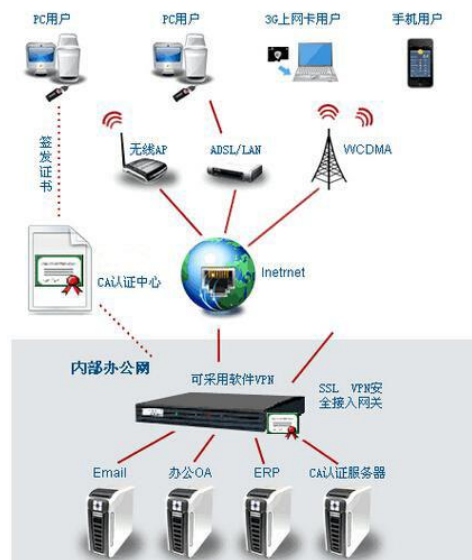 PC用户
PC用户
3G上网卡用户
手机用户
签发证书
无线AP
ADSL/LAN
WCDMA
CA认证中心
Inetrnet
内部办公网
可采用软件VPN
SSL VPN安
全接入网关
Email
办公OA
ERP
CA认证服务器